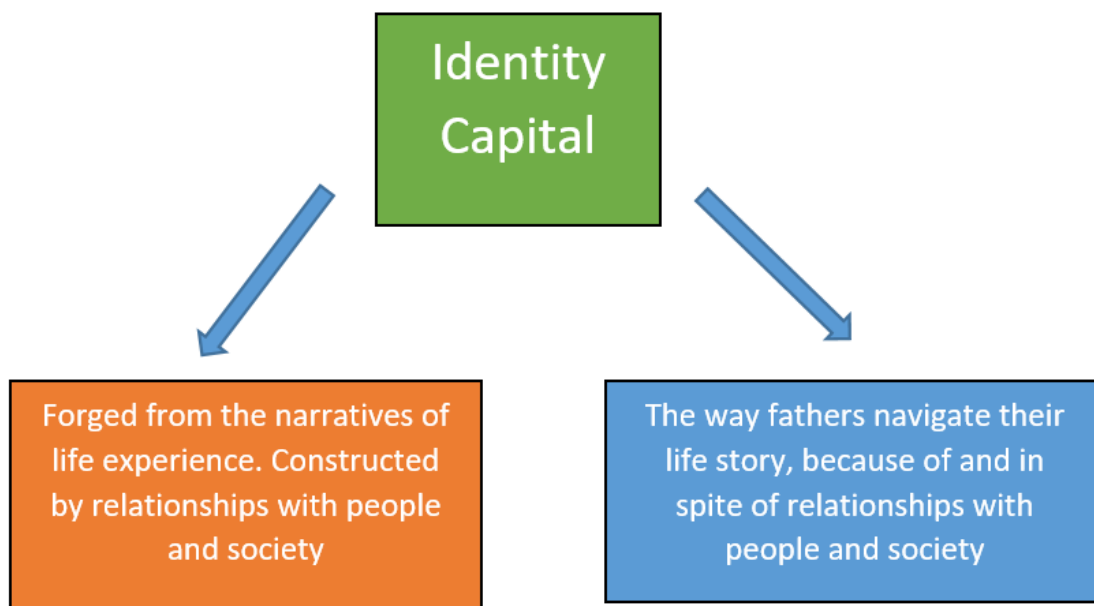 Identity
Capital
Forged from the narratives of
life experience. Constructed
by relationships with people
and society
The way fathers navigate their
life story, because of and in
spite of relationships with
people and society